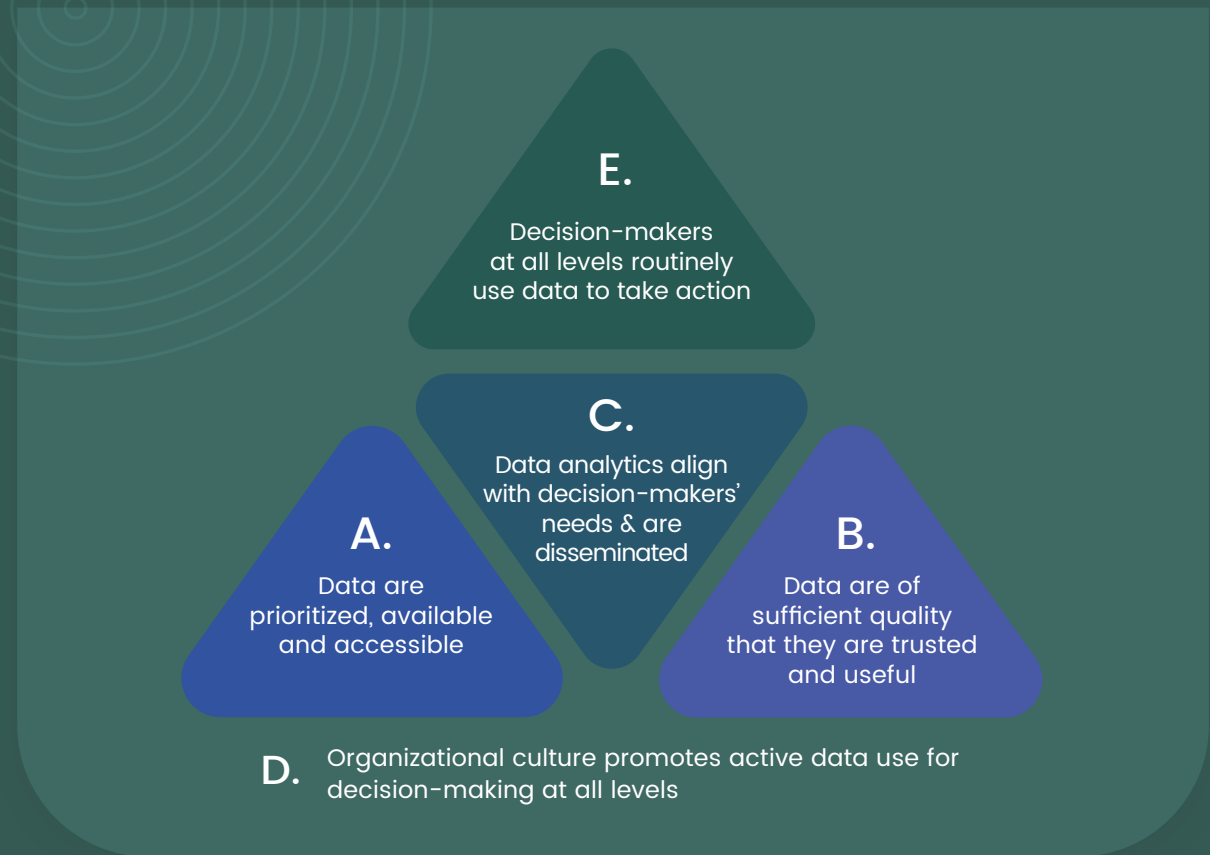 E.
Decision-makers
at all levels routinely
use data to take action
C.
Data analytics align
with decision-makers’
needs & are
disseminated
A.
Data are
prioritized, available
and accessible
B.
Data are of
sufficient quality
that they are trusted
and useful
D.
Organizational culture promotes active data use for
decision-making at all levels